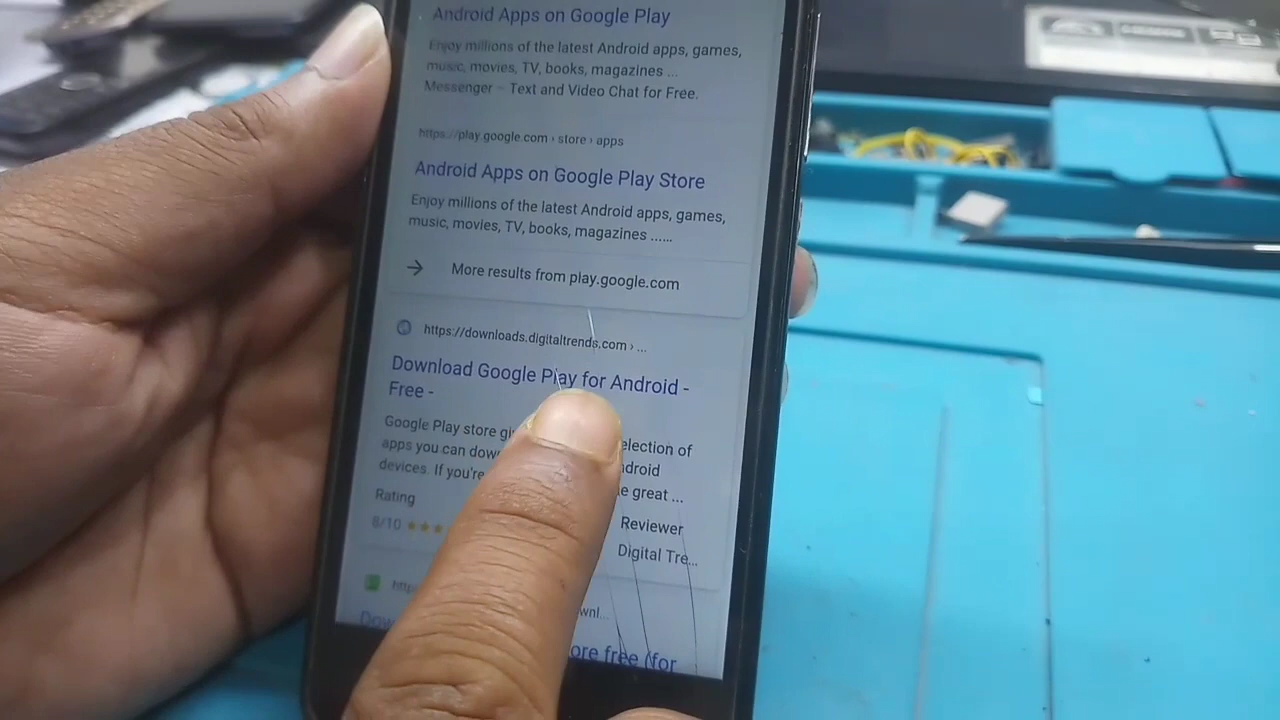 Android Apps on Google Play
Enjoy millions of the latest Android apps, games,
music, movies, TV, books, magazines ...
Messenger – Text and Video Chat for Free.
https://play.google.com › store › apps
Android Apps on Google Play Store
Enjoy millions of the latest Android apps, games,
music, movies, TV, books, magazines ......
More results from play.google.com
https://downloads.digitaltrends.com › ...
Download Google Play for Android -
Free -
Google Play store election of
apps you can android
devices. If you're great ...
Rating
Reviewer
8/10
Digital Tre...
free (for